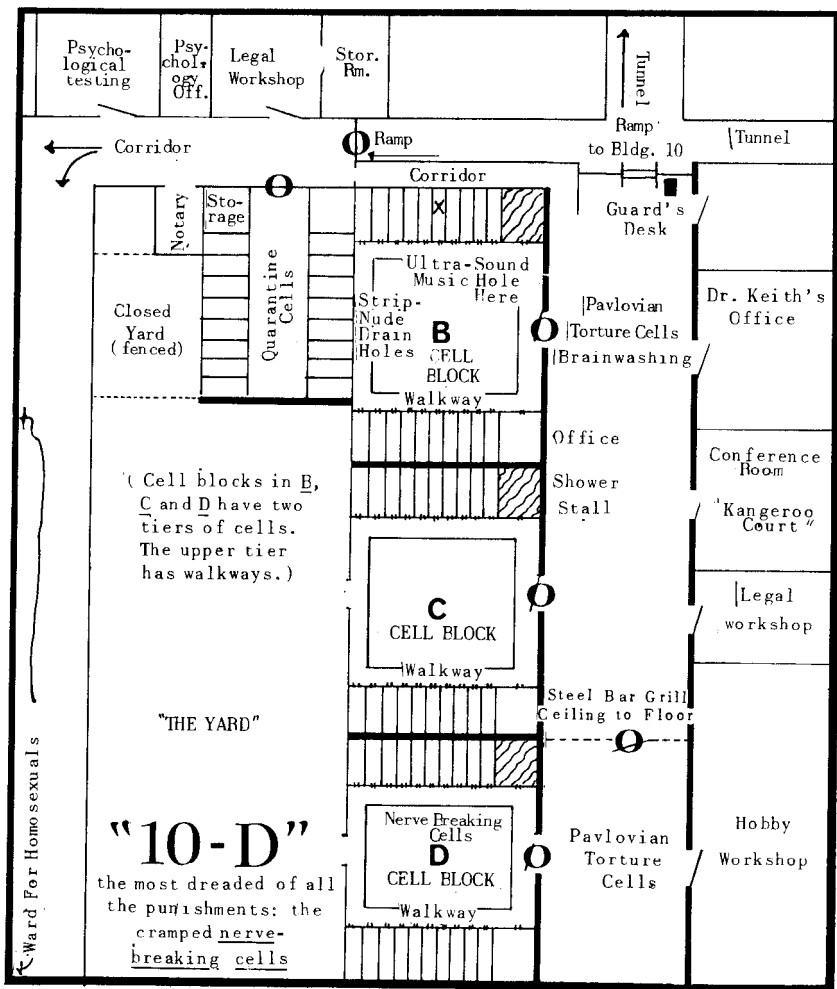 Psycho-
logical
testing
Psy-
chol-
ogy
Off.
Legal
Workshop
Stor.
Rm.
Tunnel
Corridor
Ramp
Ramp
to Bldg. 10
Tunnel
Corridor
Guard's
Desk
Notary
Sto-
rage
Quarantine
Cells
Closed
Yard
(fenced)
X
Ultra-Sound
Music Hole
Here
Strip-
Nude
Drain
Holes
B
CELL
BLOCK
Walkway
Pavlovian
Torture Cells
Brainwashing
Dr. Keith's
Office
Office
Shower
Stall
Conference
Room
"Kangeroo
Court"
(Cell blocks in B,
C and D have two
tiers of cells.
The upper tier
has walkways.)
C
CELL BLOCK
Walkway
Legal
workshop
Steel Bar Grill
Ceiling to Floor
"THE YARD"
Ward For Homosexuals
"10-D"
the most dreaded of all
the punishments: the
cramped nerve-
breaking cells
Nerve Breaking
Cells
D
CELL BLOCK
Walkway
Pavlovian
Torture
Cells
Hobby
Workshop